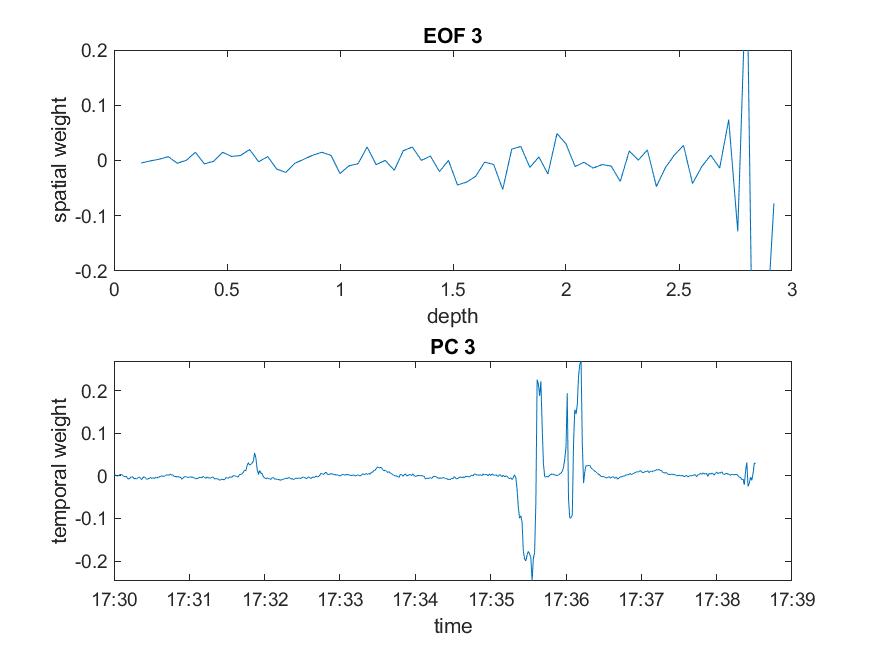 EOF 3
0.2
0.1
0
-0.1
-0.2
spatial weight
0 0.5 1 1.5 2 2.5 3
depth
PC 3
0.2
0.1
0
-0.1
-0.2
temporal weight
17:30 17:31 17:32 17:33 17:34 17:35 17:36 17:37 17:38 17:39
time